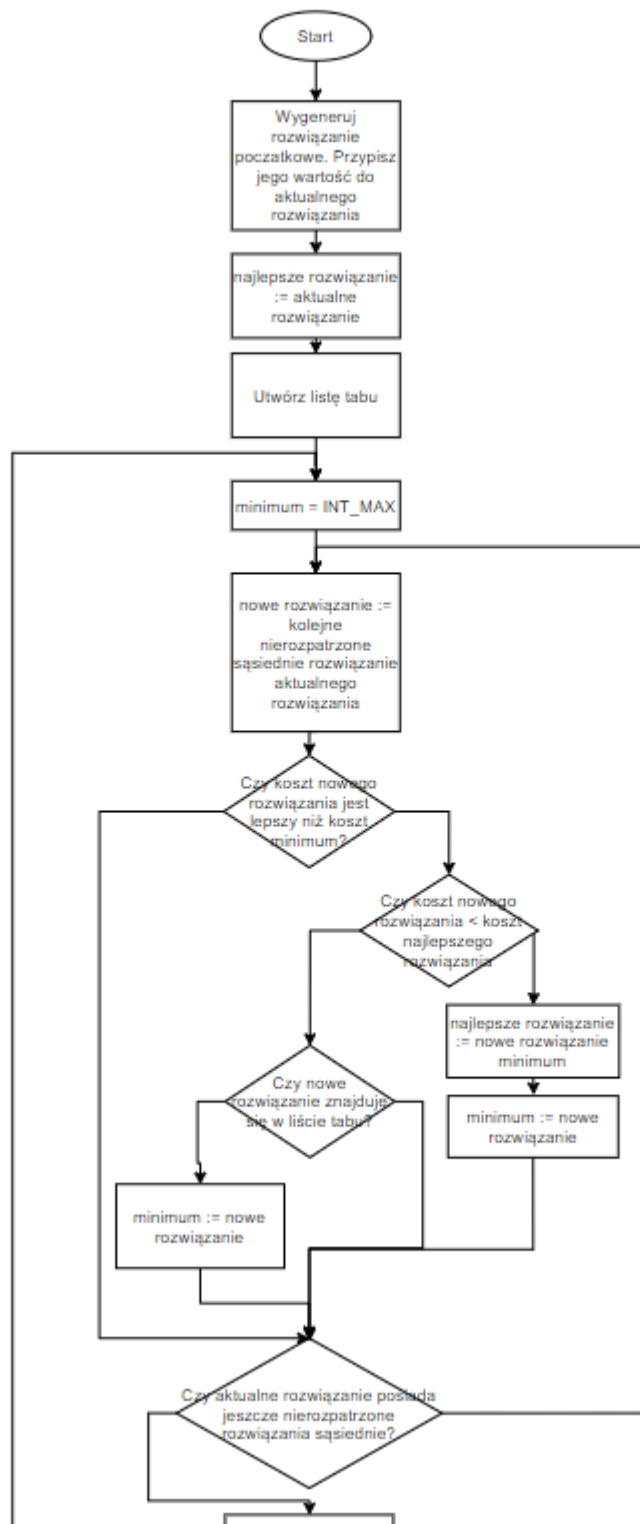 Start
Wygeneruj
rozwiązanie
początkowe. Przypisz
jego wartość do
aktualnego
rozwiązania
najlepsze rozwiązanie
:= aktualne
rozwiązanie
Utwórz listę tabu
minimum = INT_MAX
nowe rozwiązanie :=
kolejne
nierozpatrzone
sąsiednie rozwiązanie
aktualnego
rozwiązania
Czy koszt nowego
rozwiązania jest
lepszy niż koszt
minimum?
Czy koszt nowego
rozwiązania < koszt
najlepszego
rozwiązania
najlepsze rozwiązanie
:= nowe rozwiązanie
minimum
Czy nowe
rozwiązanie znajduje
się w liście tabu?
minimum := nowe
rozwiązanie
minimum := nowe
rozwiązanie
Czy aktualne rozwiązanie posiada
jeszcze nierozpatrzone
rozwiązania sąsiednie?